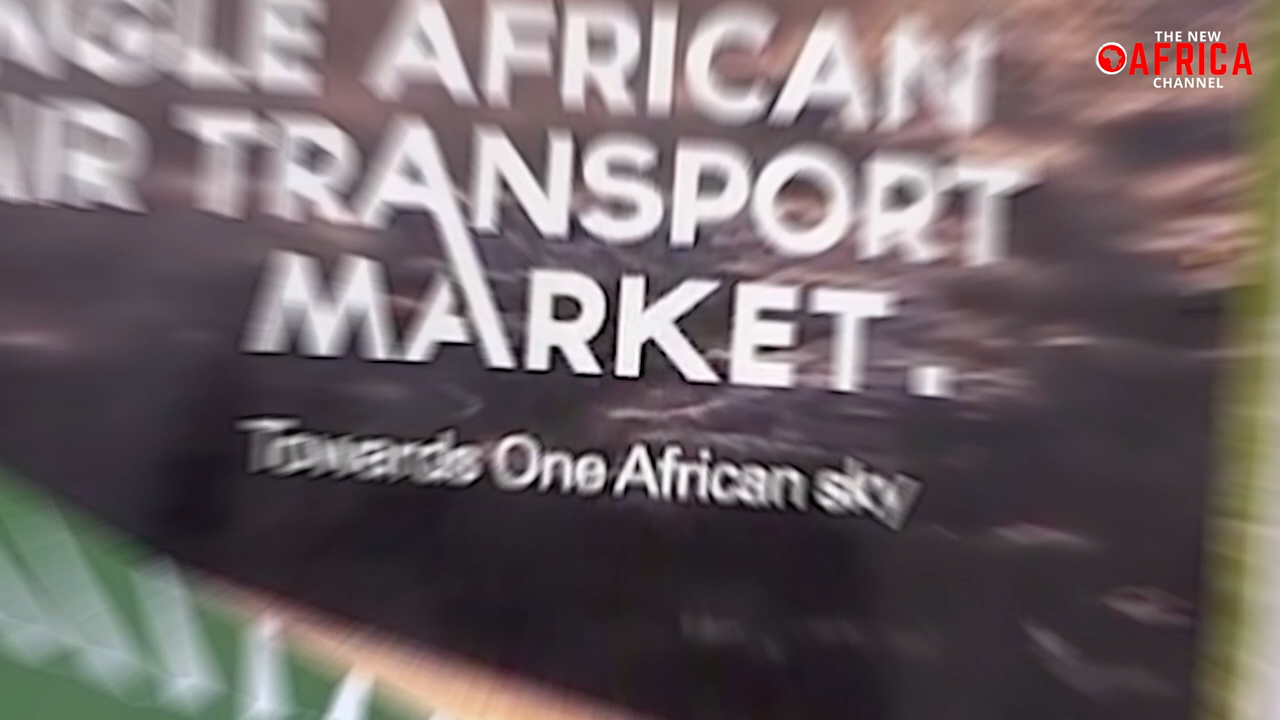 AFRICAN
TRANSPORT
MARKET.
Towards One African sky
THE NEW
AFRICA
CHANNEL